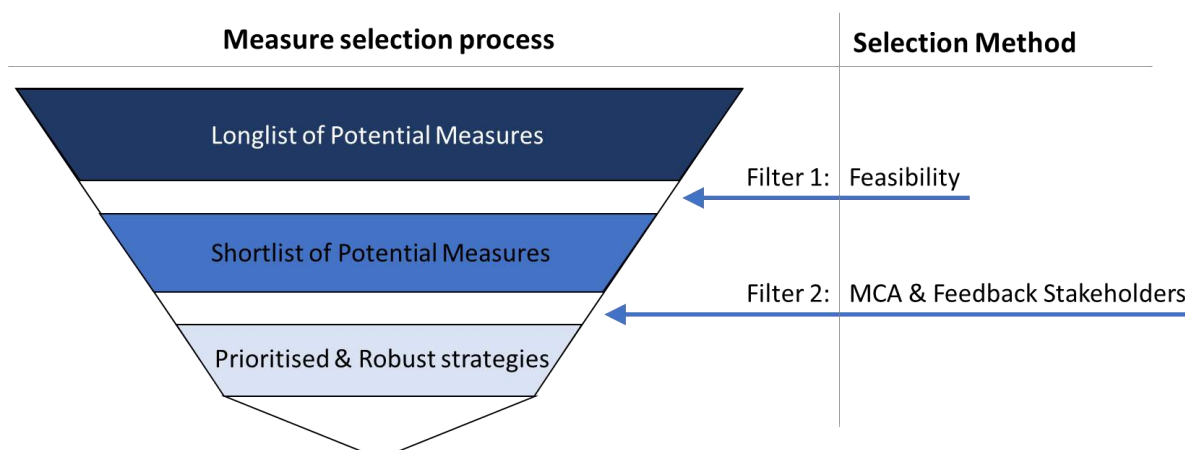 Measure selection process
Selection Method
Longlist of Potential Measures
Filter 1: Feasibility
Shortlist of Potential Measures
Filter 2: MCA & Feedback Stakeholders
Prioritised & Robust strategies